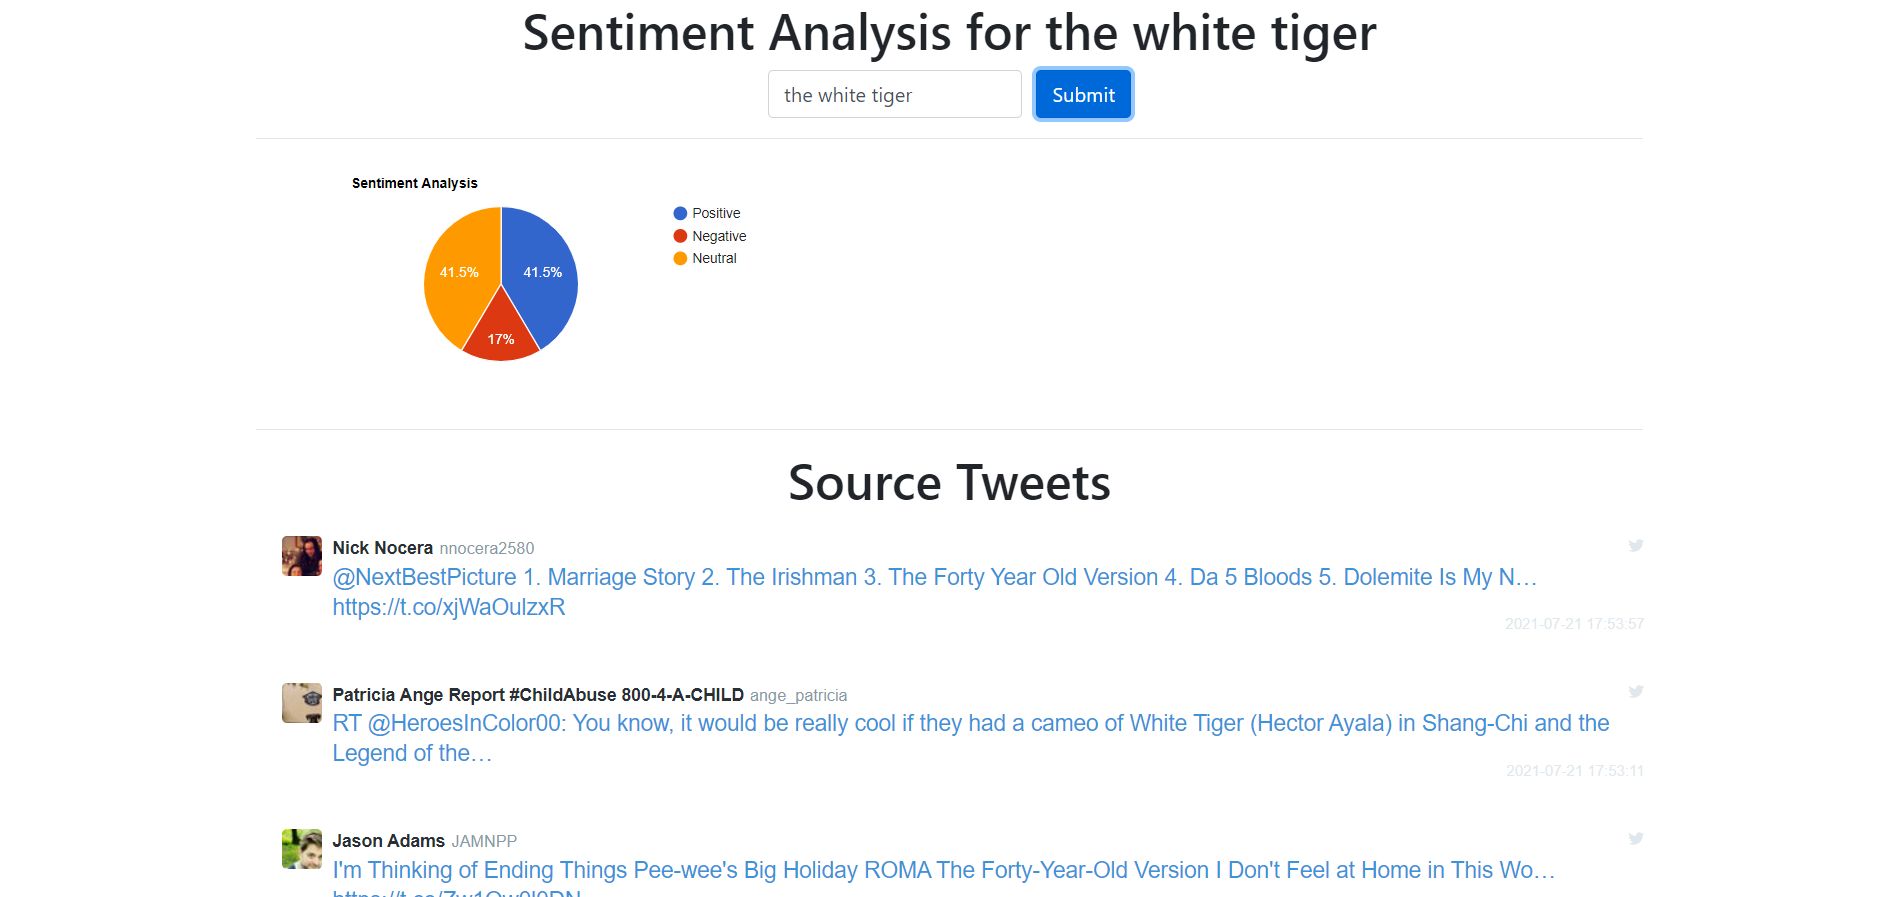 Sentiment Analysis for the white tiger
the white tiger
Submit
Sentiment Analysis
Positive
Negative
Neutral
41.5%
41.5%
17%
Source Tweets
Nick Nocera nnocera2580
@NextBestPicture 1. Marriage Story 2. The Irishman 3. The Forty Year Old Version 4. Da 5 Bloods 5. Dolemite Is My N…
https://t.co/xjWaOulzxR
2021-07-21 17:53:57
Patricia Ange Report #ChildAbuse 800-4-A-CHILD ange_patricia
RT @HeroesInColor00: You know, it would be really cool if they had a cameo of White Tiger (Hector Ayala) in Shang-Chi and the
Legend of the…
2021-07-21 17:53:11
Jason Adams JAMNPP
I'm Thinking of Ending Things Pee-wee's Big Holiday ROMA The Forty-Year-Old Version I Don't Feel at Home in This Wo…